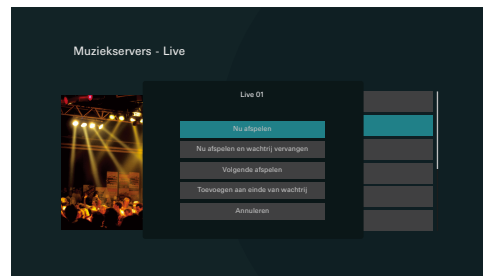 Muziekservers - Live
Live 01
Nu afspelen
Nu afspelen en wachtrij vervangen
Volgende afspelen
Toevoegen aan einde van wachtrij
Annuleren